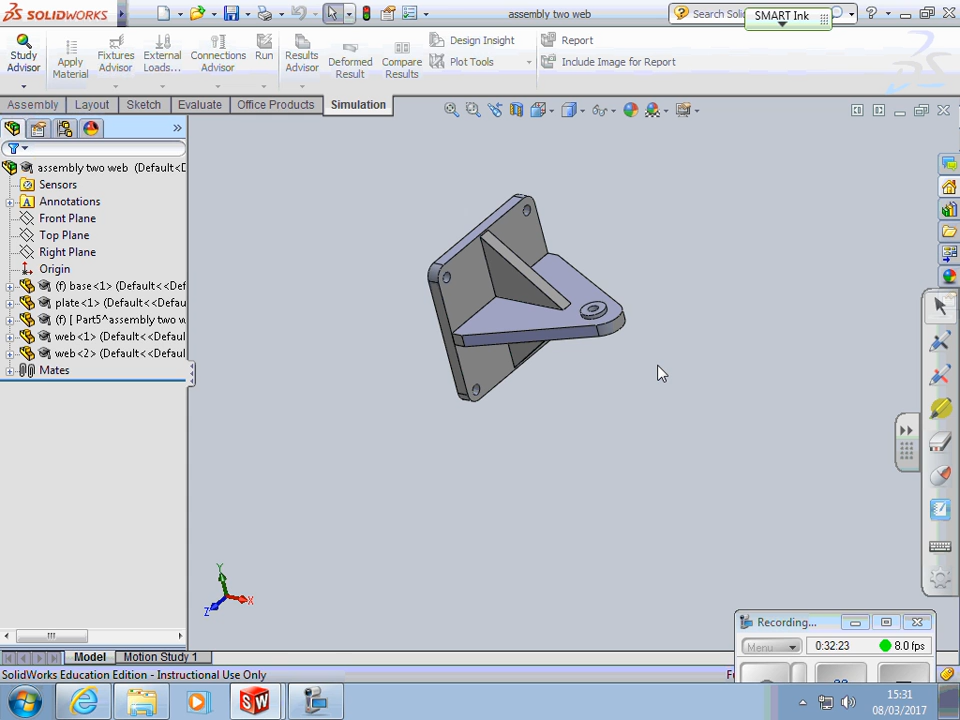 SOLIDWORKS
assembly two web
Search
SMART Ink
Study Advisor
Apply Material
Fixtures Advisor
External Loads...
Connections Advisor
Run
Results Advisor
Deformed Result
Compare Results
Design Insight
Plot Tools
Report
Include Image for Report
Assembly
Layout
Sketch
Evaluate
Office Products
Simulation
assembly two web (Default<D
Sensors
Annotations
Front Plane
Top Plane
Right Plane
Origin
(f) base<1> (Default<<Def
plate<1> (Default<<Defau
(f) [ Part5^assembly two w
web<1> (Default<<Defaul
web<2> (Default<<Defaul
Mates
Y
Z
X
Recording...
Menu
0:32:23
8.0 fps
Model
Motion Study 1
SolidWorks Education Edition - Instructional Use Only
15:31
08/03/2017